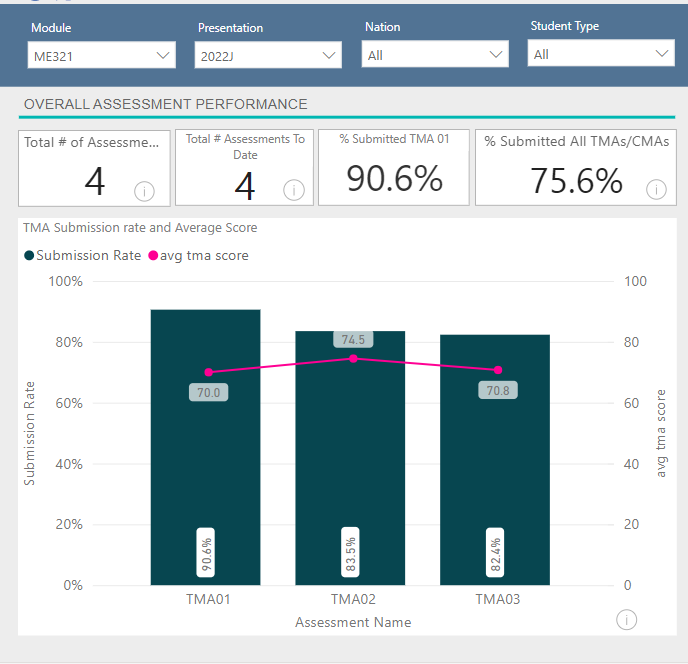 Module
Presentation
Nation
Student Type
ME321
2022J
All
All
OVERALL ASSESSMENT PERFORMANCE
Total # of Assessme...
4
Total # Assessments To
Date
4
% Submitted TMA 01
90.6%
% Submitted All TMAs/CMAs
75.6%
TMA Submission rate and Average Score
Submission Rate
avg tma score
100%
80%
60%
40%
20%
0%
Submission Rate
100
80
60
40
20
0
avg tma score
70.0
74.5
70.8
90.6%
83.5%
82.4%
TMA01
TMA02
TMA03
Assessment Name